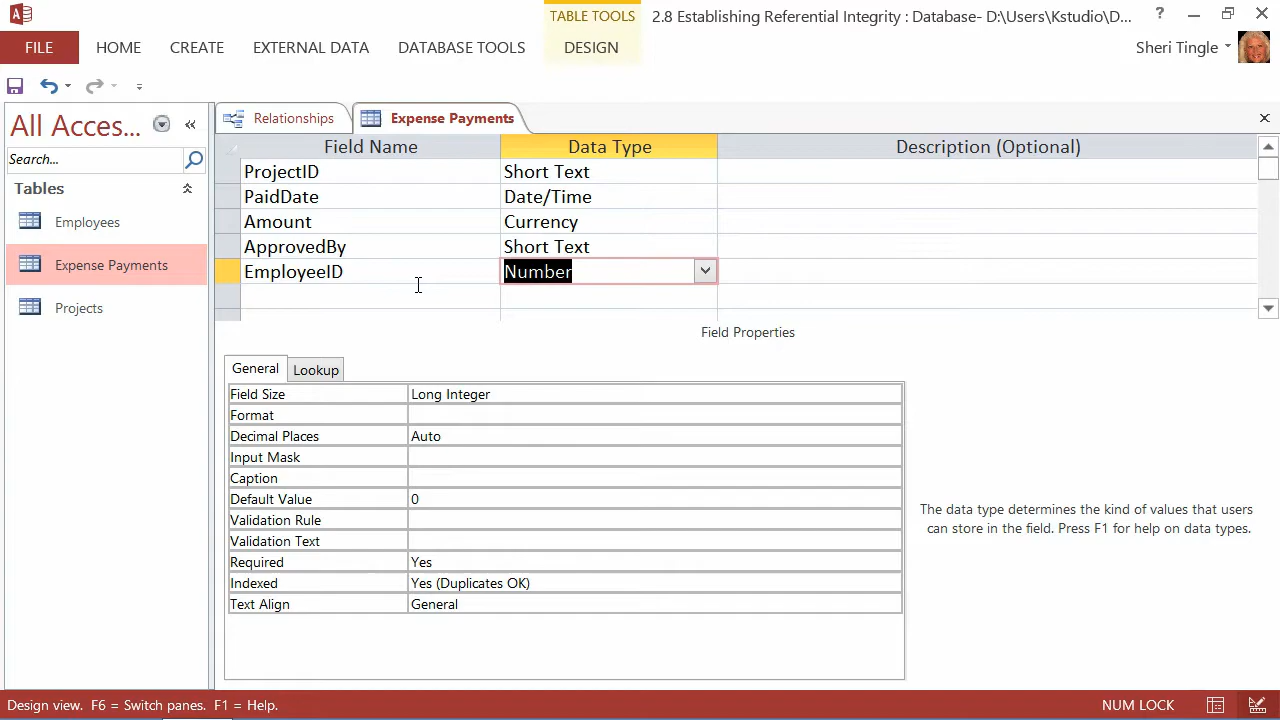 TABLE TOOLS
2.8 Establishing Referential Integrity : Database- D:\Users\Kstudio\D...
?
FILE
HOME
CREATE
EXTERNAL DATA
DATABASE TOOLS
DESIGN
Sheri Tingle
All Acces...
Search...
Tables
Employees
Expense Payments
Projects
Relationships
Expense Payments
Field Name
Data Type
Description (Optional)
ProjectID
Short Text
PaidDate
Date/Time
Amount
Currency
ApprovedBy
Short Text
EmployeeID
Number
Field Properties
General
Lookup
Field Size
Long Integer
Format
Decimal Places
Auto
Input Mask
Caption
Default Value
0
Validation Rule
Validation Text
Required
Yes
Indexed
Yes (Duplicates OK)
Text Align
General
The data type determines the kind of values that users
can store in the field. Press F1 for help on data types.
Design view.  F6 = Switch panes.  F1 = Help.
NUM LOCK